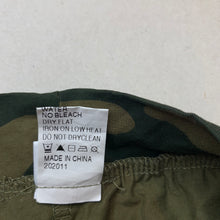 WATER
NO BLEACH
DRY FLAT
IRON ON LOW HEAT
DO NOT DRYCLEAN
MADE IN CHINA
202011